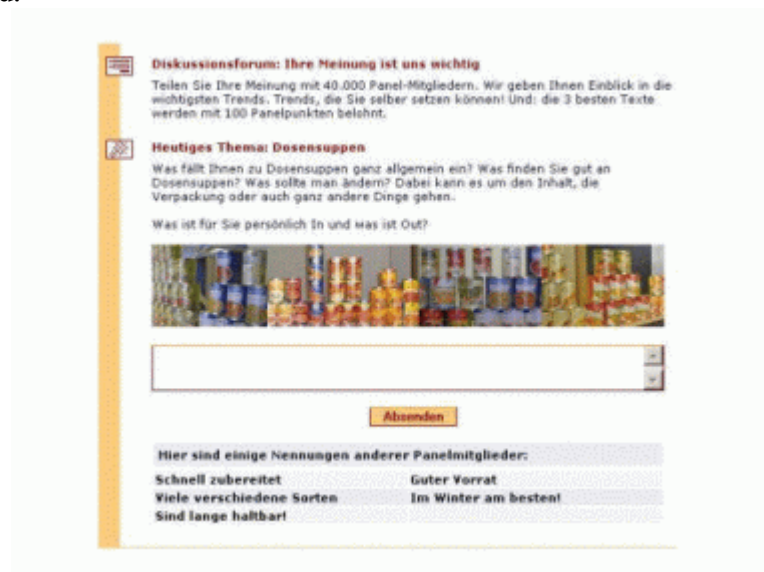 d.
Diskussionsforum: Ihre Meinung ist uns wichtig
Teilen Sie Ihre Meinung mit 40.000 Panel-Mitgliedern. Wir geben Ihnen Einblick in die
wichtigsten Trends. Trends, die Sie selber setzen können! Und: die 3 besten Texte
werden mit 100 Panelpunkten belohnt.
Heutiges Thema: Dosensuppen
Was fällt Ihnen zu Dosensuppen ganz allgemein ein? Was finden Sie gut an
Dosensuppen? Was sollte man ändern? Dabei kann es um den Inhalt, die
Verpackung oder auch ganz andere Dinge gehen.
Was ist für Sie persönlich In und was ist Out?
Absenden
Hier sind einige Nennungen anderer Panelmitglieder:
Schnell zubereitet Guter Vorrat
Viele verschiedene Sorten Im Winter am besten!
Sind lange haltbar!